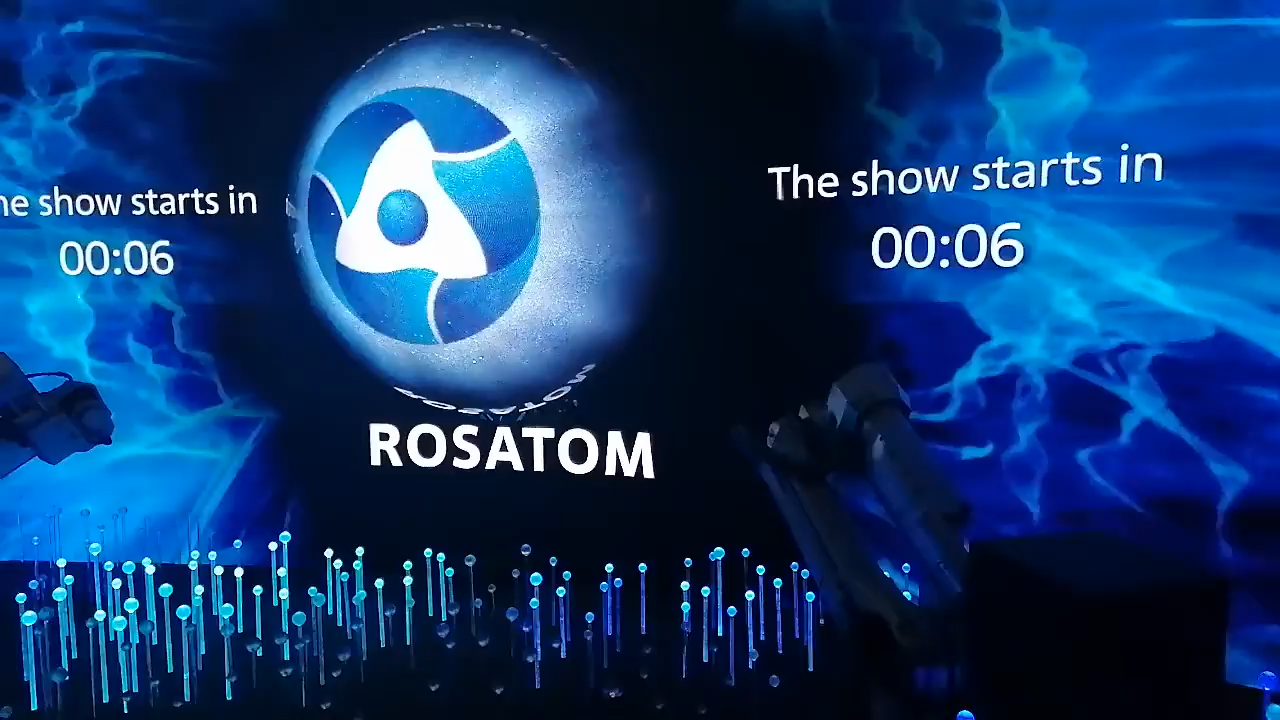 he show starts in
00:06
The show starts in
00:06
ROSATOM